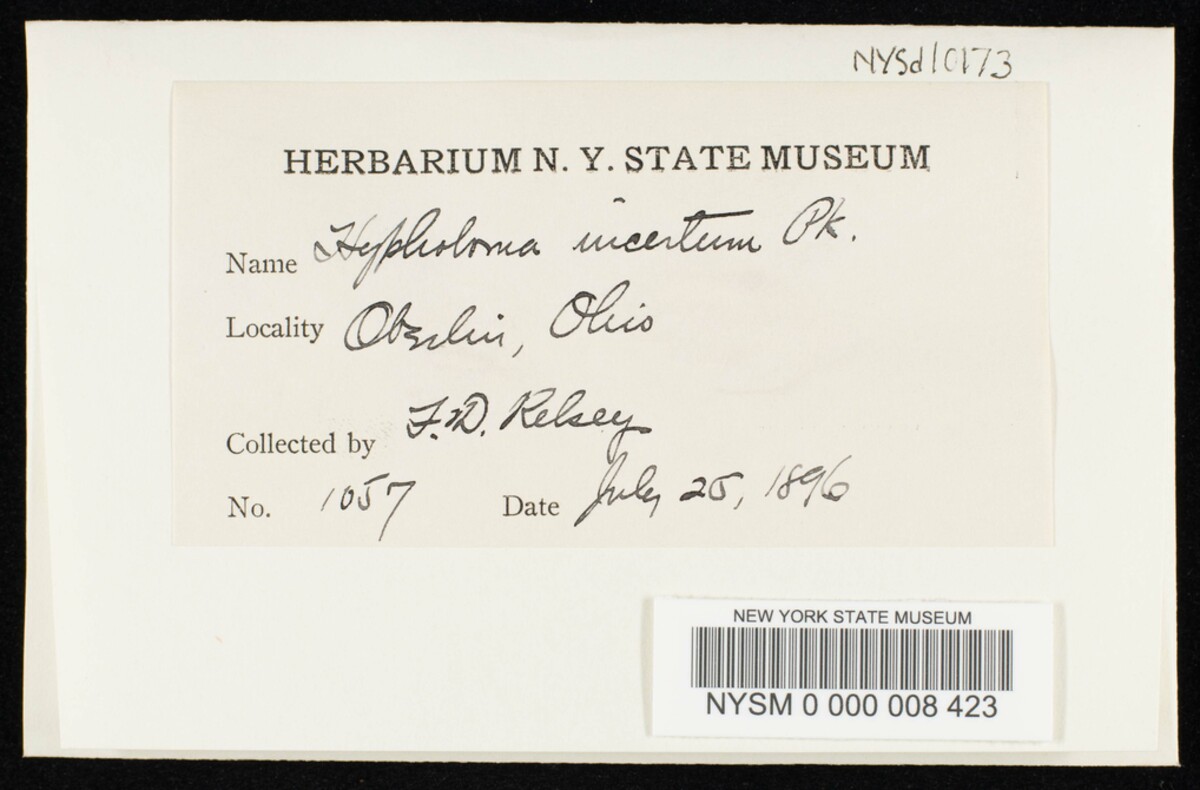 NYSd10173
HERBARIUM N. Y. STATE MUSEUM
Name Hypholoma incertum Pk.
Locality Oberlin, Ohio
Collected by F. D. Kelsey
No. 1057 Date July 25, 1896
NEW YORK STATE MUSEUM
NYSM 0 000 008 423